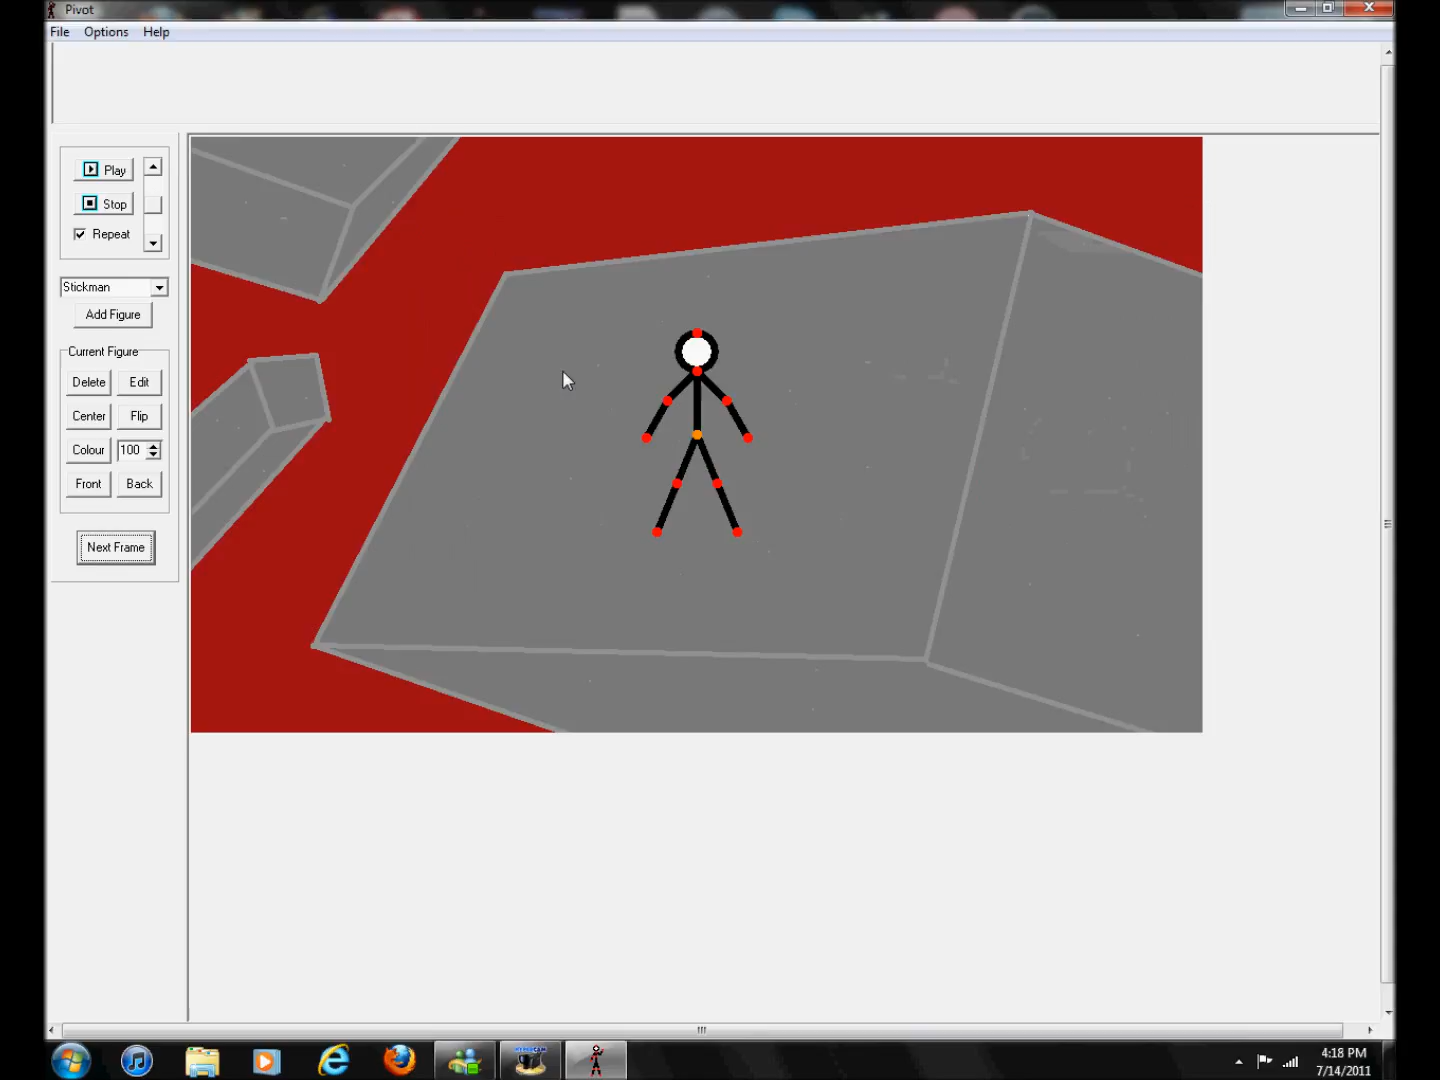 Pivot
File Options Help
Play
Stop
Repeat
Stickman
Add Figure
Current Figure
Delete Edit
Center Flip
Colour 100
Front Back
Next Frame
4:18 PM
7/14/2011